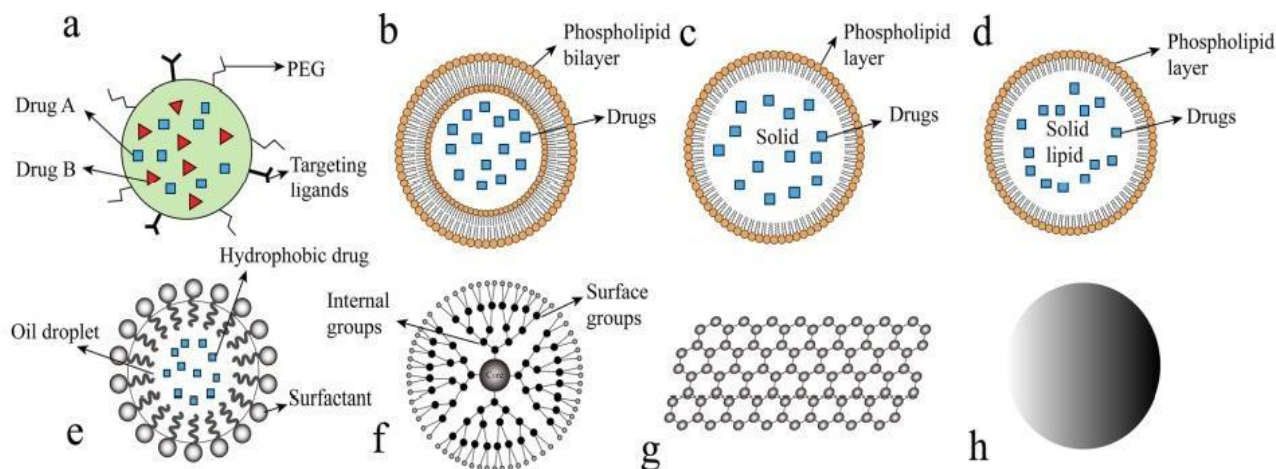 a
PEG
Drug A
Drug B
Targeting
ligands
b
Phospholipid
bilayer
Drugs
c
Phospholipid
layer
Drugs
Solid
d
Phospholipid
layer
Drugs
Solid
lipid
Hydrophobic drug
Oil droplet
Surfactant
e
Internal
groups
Surface
groups
Core
f
g
h